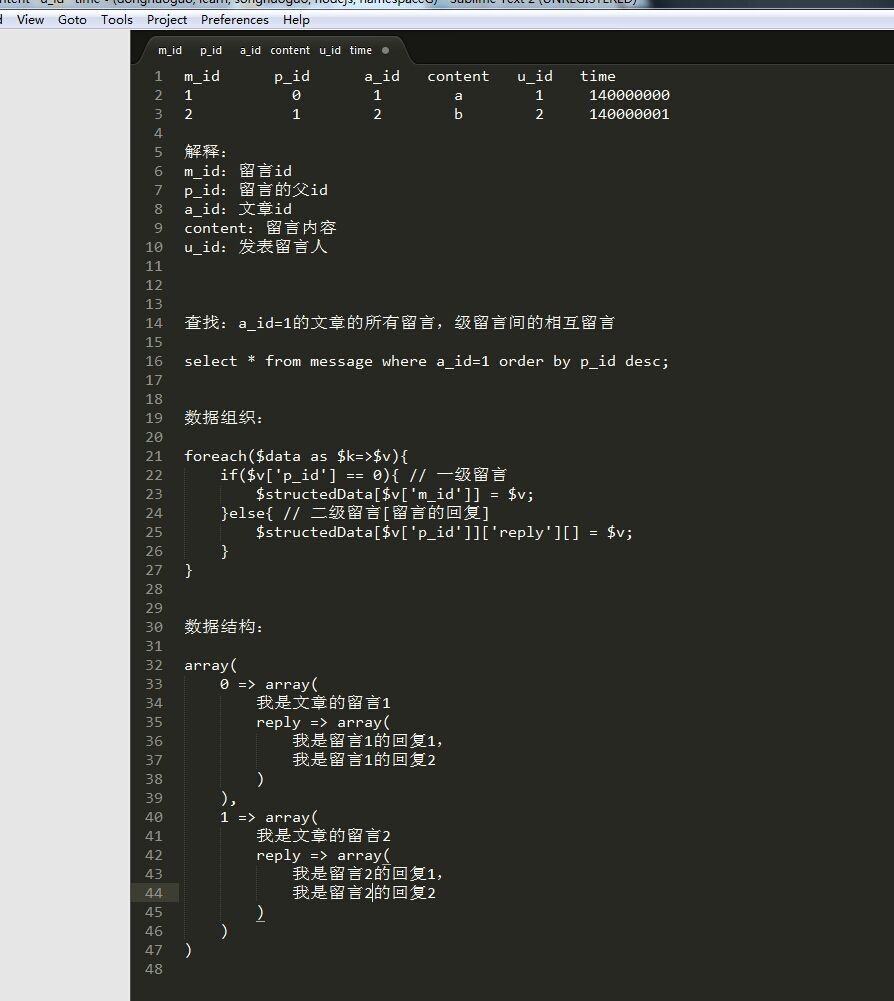 ontent u_id time - (donghuoguo, learn, songhuoguo, nodejs, namespaceG) - Sublime Text 2 (UNREGISTERED)
d View Goto Tools Project Preferences Help
m_id p_id a_id content u_id time
1 m_id p_id a_id content u_id time
2 1 0 1 a 1 140000000
3 2 1 2 b 2 140000001
4
5 解释：
6 m_id：留言id
7 p_id：留言的父id
8 a_id：文章id
9 content：留言内容
10 u_id：发表留言人
11
12
13
14 查找：a_id=1的文章的所有留言，级留言间的相互留言
15
16 select * from message where a_id=1 order by p_id desc;
17
18
19 数据组织：
20
21 foreach($data as $k=>$v){
22 if($v['p_id'] == 0){ // 一级留言
23 $structedData[$v['m_id']] = $v;
24 }else{ // 二级留言[留言的回复]
25 $structedData[$v['p_id']]['reply'][] = $v;
26 }
27 }
28
29
30 数据结构：
31
32 array(
33 0 => array(
34 我是文章的留言1
35 reply => array(
36 我是留言1的回复1，
37 我是留言1的回复2
38 )
39 ),
40 1 => array(
41 我是文章的留言2
42 reply => array(
43 我是留言2的回复1，
44 我是留言2的回复2
45 )
46 )
47 )
48